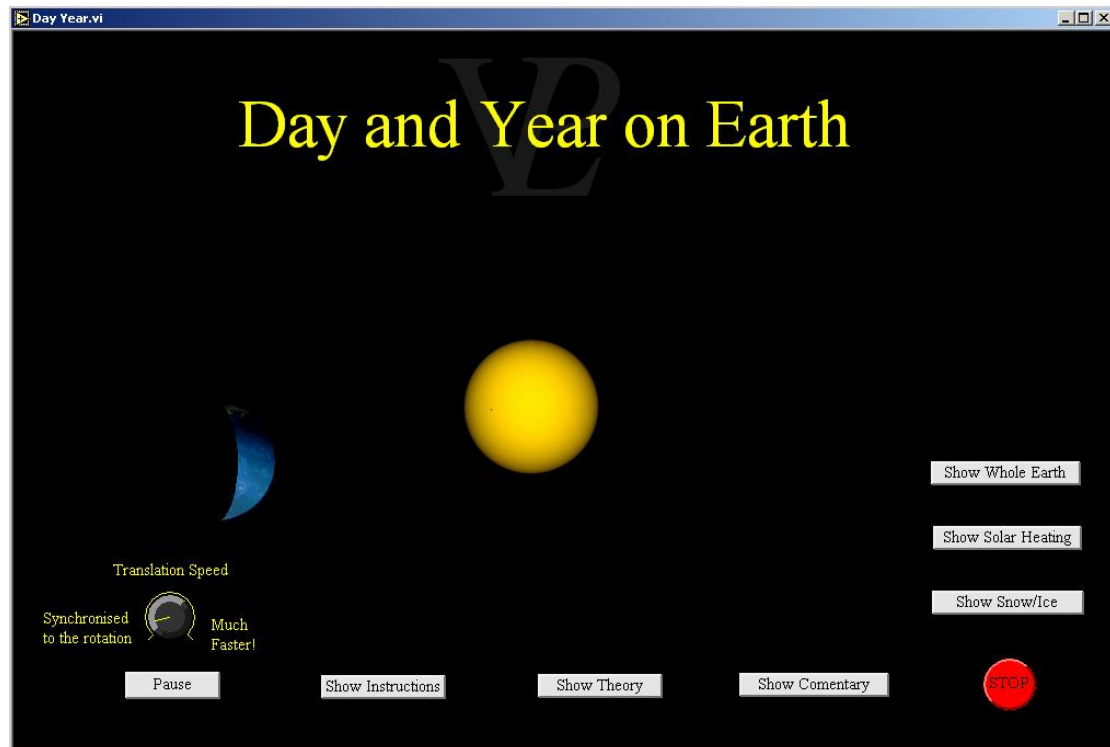 Day Year.vi
VPL
Day and Year on Earth
Show Whole Earth
Show Solar Heating
Translation Speed
Show Snow/Ice
Synchronised
to the rotation
Much
Faster!
Pause
Show Instructions
Show Theory
Show Comentary
STOP